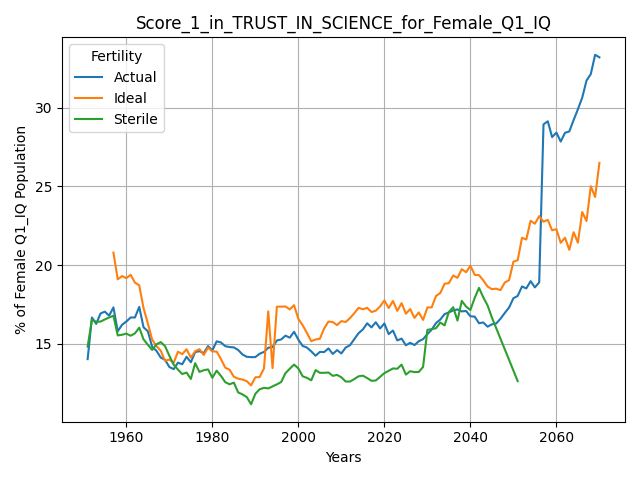 Score_1_in_TRUST_IN_SCIENCE_for_Female_Q1_IQ
Fertility
Actual
Ideal
Sterile
% of Female Q1_IQ Population
30
25
20
15
1960
1980
2000
2020
2040
2060
Years